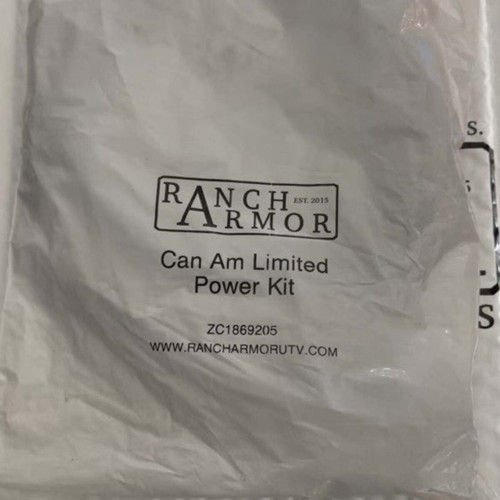 RANCH EST. 2015
ARMOR
Can Am Limited
Power Kit
ZC1869205
WWW.RANCHARMORUTV.COM
S.
S